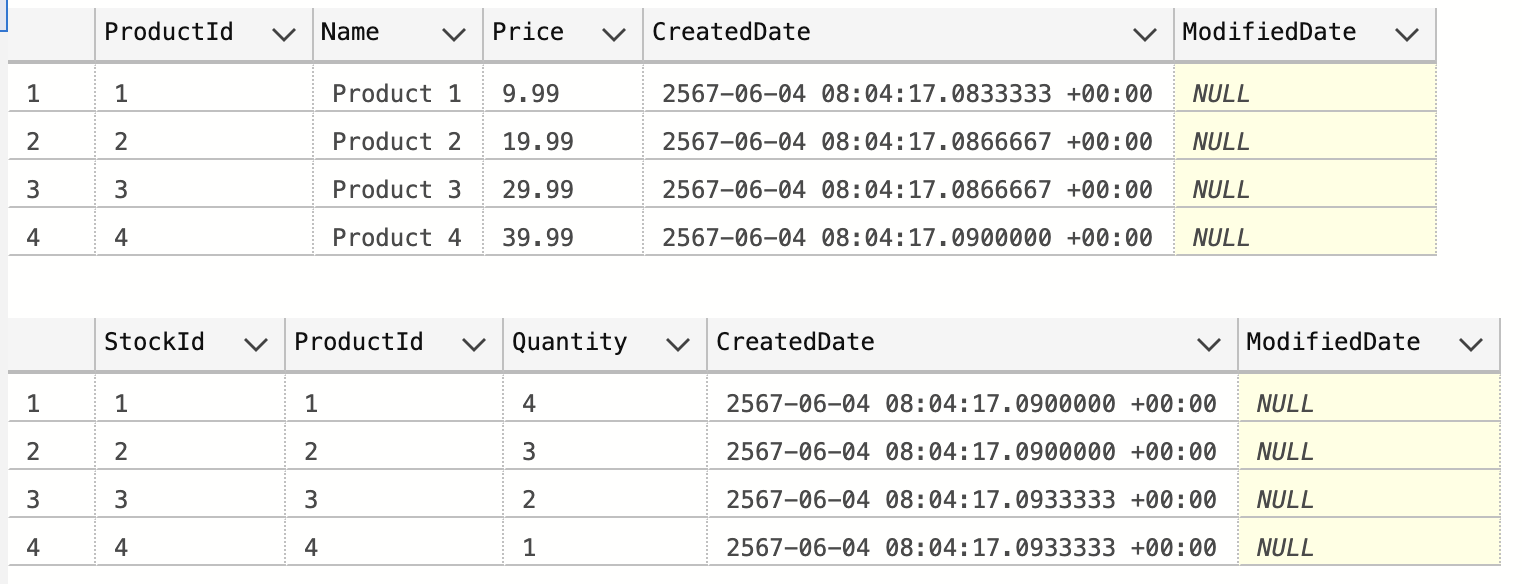 ProductId Name Price CreatedDate ModifiedDate
1 1 Product 1 9.99 2567-06-04 08:04:17.0833333 +00:00 NULL
2 2 Product 2 19.99 2567-06-04 08:04:17.0866667 +00:00 NULL
3 3 Product 3 29.99 2567-06-04 08:04:17.0866667 +00:00 NULL
4 4 Product 4 39.99 2567-06-04 08:04:17.0900000 +00:00 NULL
StockId ProductId Quantity CreatedDate ModifiedDate
1 1 1 4 2567-06-04 08:04:17.0900000 +00:00 NULL
2 2 2 3 2567-06-04 08:04:17.0900000 +00:00 NULL
3 3 3 2 2567-06-04 08:04:17.0933333 +00:00 NULL
4 4 4 1 2567-06-04 08:04:17.0933333 +00:00 NULL